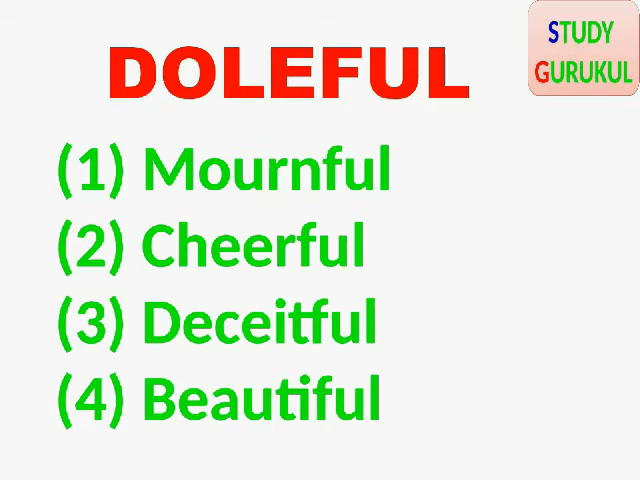 STUDY
GURUKUL
DOLEFUL
(1) Mournful
(2) Cheerful
(3) Deceitful
(4) Beautiful